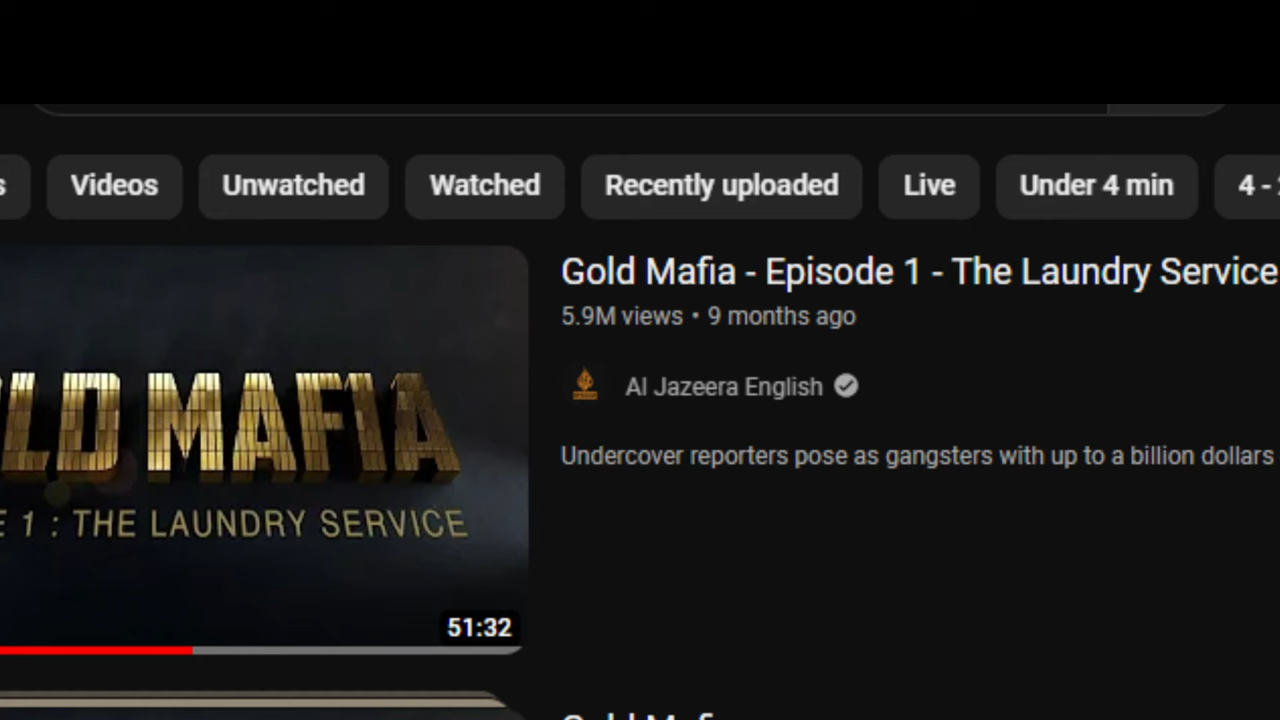 s Videos Unwatched Watched Recently uploaded Live Under 4 min 4 -
Gold Mafia - Episode 1 - The Laundry Service
5.9M views • 9 months ago
Al Jazeera English
Undercover reporters pose as gangsters with up to a billion dollars
LD MAFIA
E 1 : THE LAUNDRY SERVICE
51:32